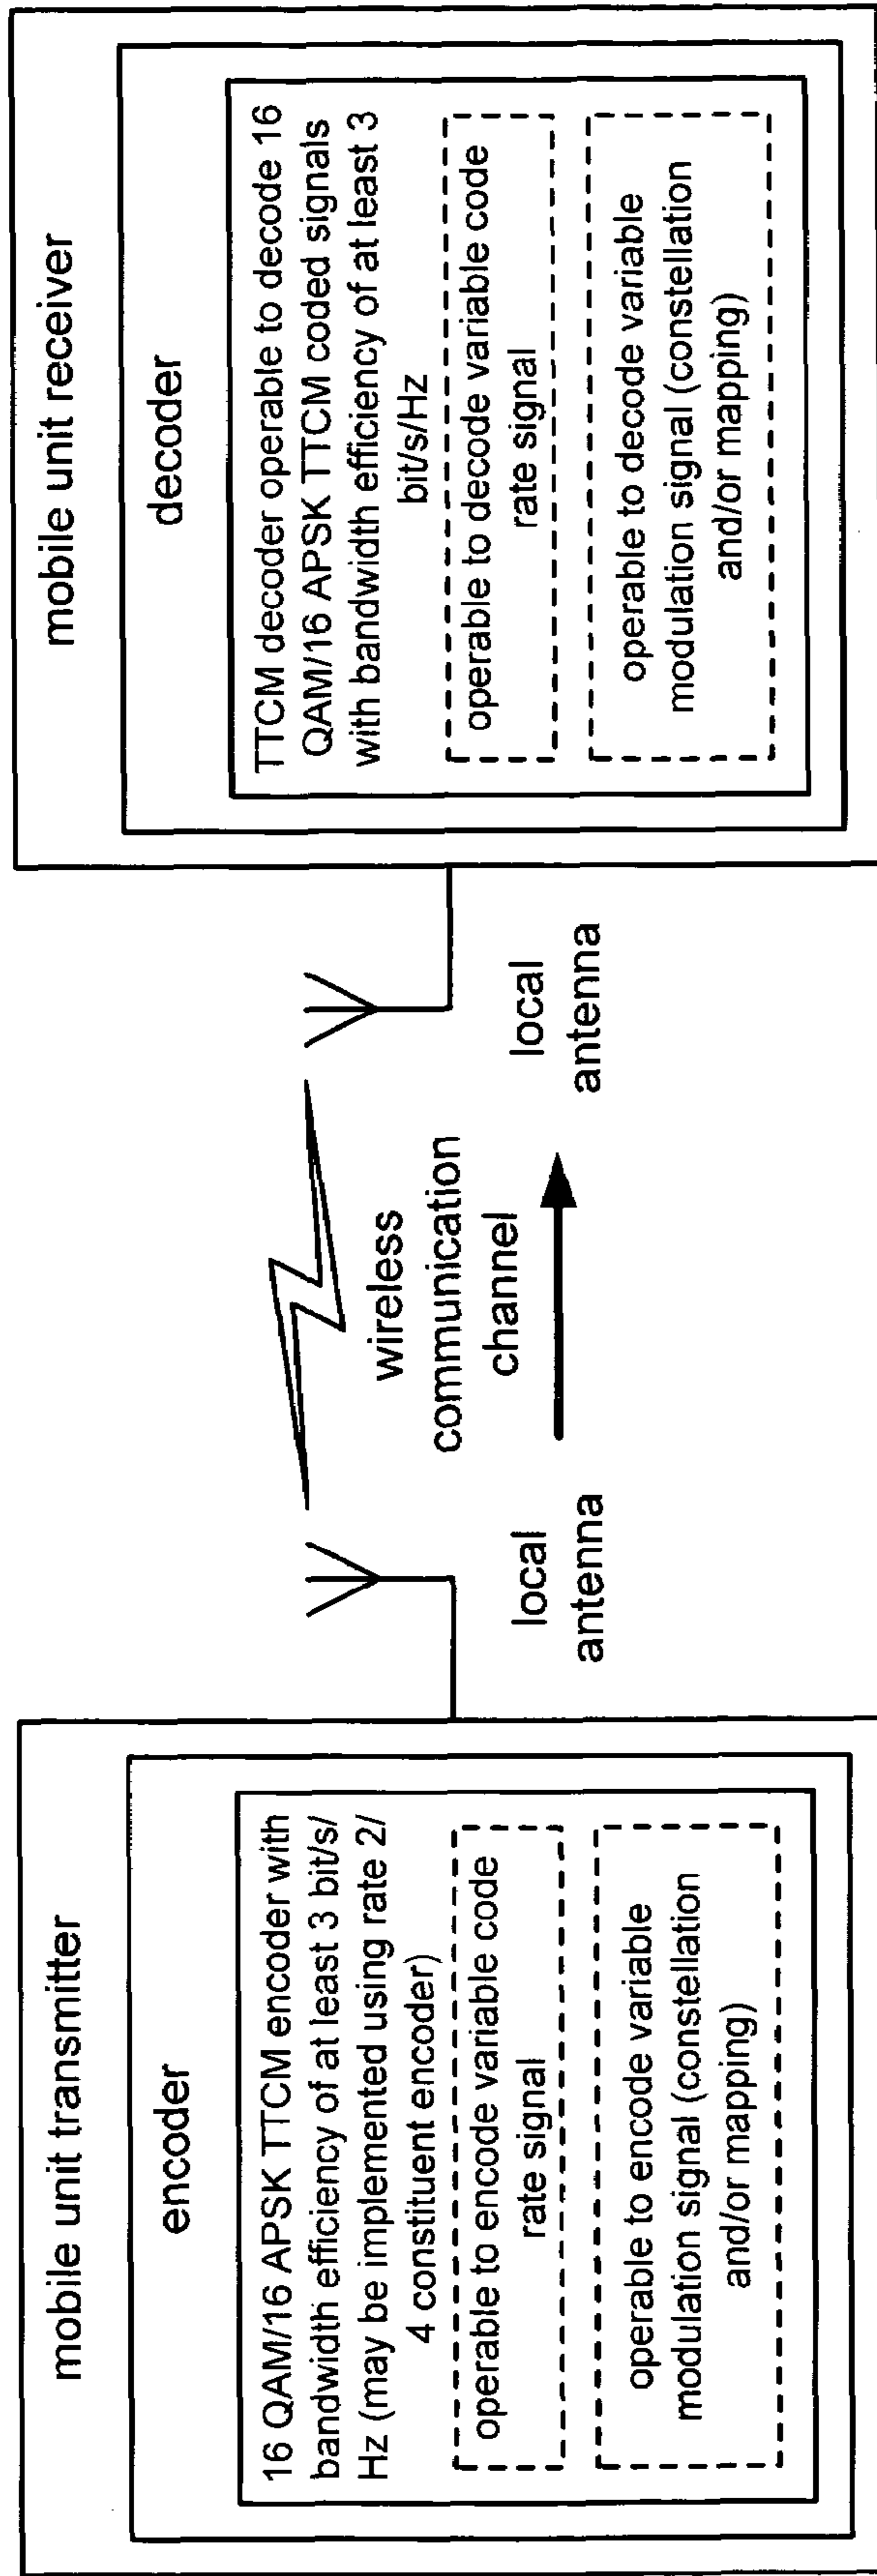 mobile unit transmitter
encoder
16 QAM/16 APSK TTCM encoder with
bandwidth efficiency of at least 3 bit/s/
Hz (may be implemented using rate 2/
4 constituent encoder)
operable to encode variable code
rate signal
operable to encode variable
modulation signal (constellation
and/or mapping)
local
antenna
wireless
communication
channel
local
antenna
mobile unit receiver
decoder
TTCM decoder operable to decode 16
QAM/16 APSK TTCM coded signals
with bandwidth efficiency of at least 3
bit/s/Hz
operable to decode variable code
rate signal
operable to decode variable
modulation signal (constellation
and/or mapping)